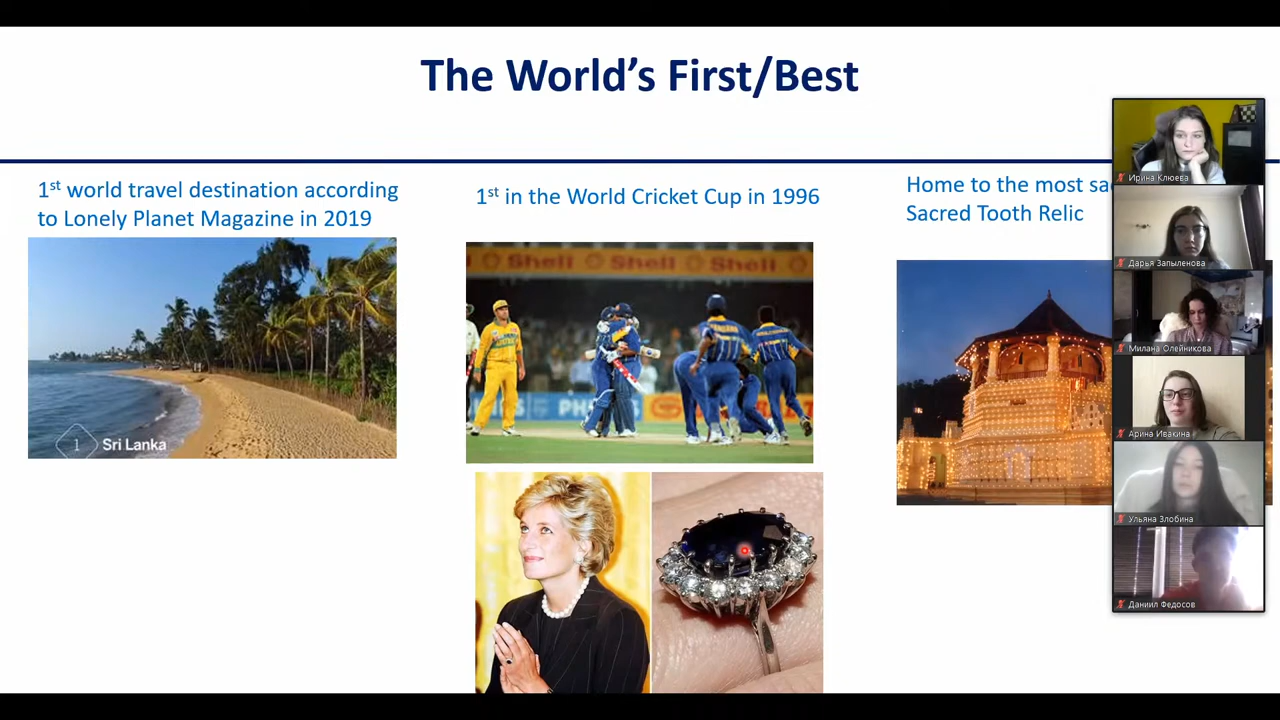 The World's First/Best
1st world travel destination according
to Lonely Planet Magazine in 2019
1 Sri Lanka
1st in the World Cricket Cup in 1996
Shell Shell Shell
PHILIPS
Home to the most
Sacred Tooth Relic
Ирина Клюева
Дарья Запыленова
Милана Олейникова
Арина Ивакина
Ульяна Злобина
Даниил Федосов